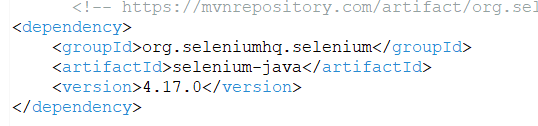 <!-- https://mvnrepository.com/artifact/org.sel
<dependency>
<groupId>org.seleniumhq.selenium</groupId>
<artifactId>selenium-java</artifactId>
<version>4.17.0</version>
</dependency>